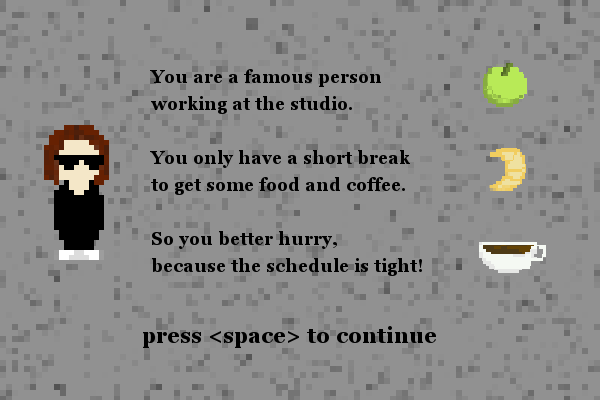 You are a famous person
working at the studio.
You only have a short break
to get some food and coffee.
So you better hurry,
because the schedule is tight!
press <space> to continue